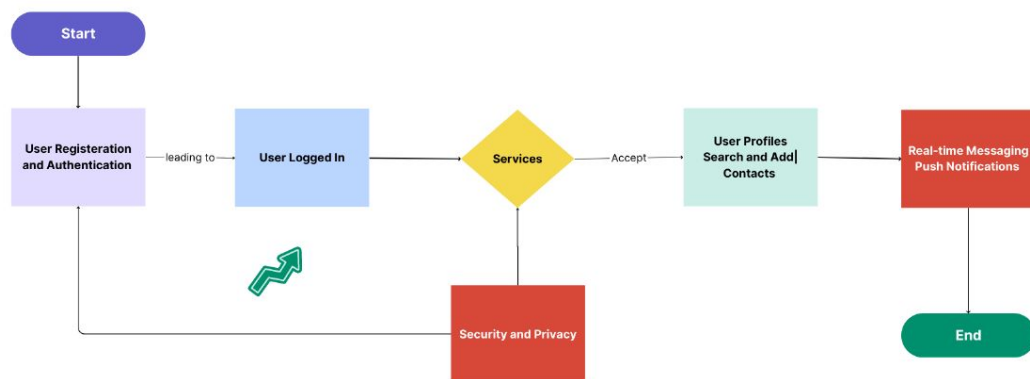 Start
User Registeration
and Authentication
leading to
User Logged In
Services
Accept
User Profiles
Search and Add
Contacts
Real-time Messaging
Push Notifications
Security and Privacy
End